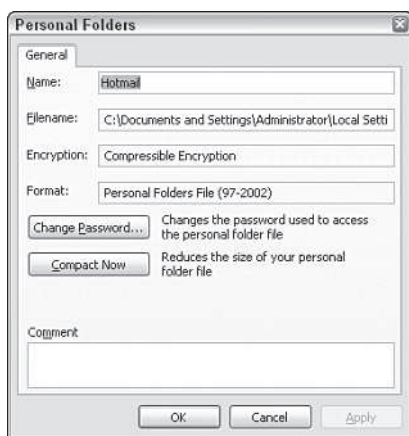 Personal Folders
General
Name: Hotmail
Filename: C:\Documents and Settings\Administrator\Local Setti
Encryption: Compressible Encryption
Format: Personal Folders File (97-2002)
Change Password... Changes the password used to access
the personal folder file
Compact Now Reduces the size of your personal
folder file
Comment
OK Cancel Apply